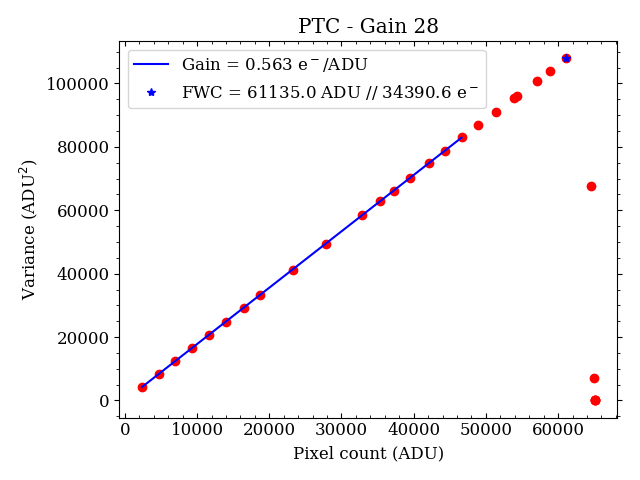 PTC - Gain 28
Gain = 0.563 e⁻/ADU
FWC = 61135.0 ADU // 34390.6 e⁻
100000
80000
60000
40000
20000
0
Variance (ADU²)
0 10000 20000 30000 40000 50000 60000
Pixel count (ADU)